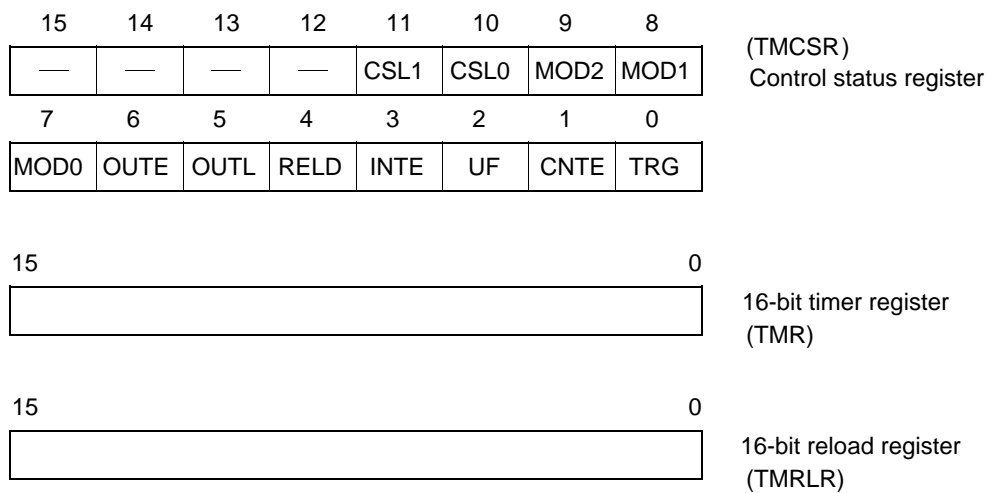 15 14 13 12 11 10 9 8
(TMCSR)
— — — — CSL1 CSL0 MOD2 MOD1
Control status register
7 6 5 4 3 2 1 0
MOD0 OUTE OUTL RELD INTE UF CNTE TRG
15 0
16-bit timer register
(TMR)
15 0
16-bit reload register
(TMRLR)